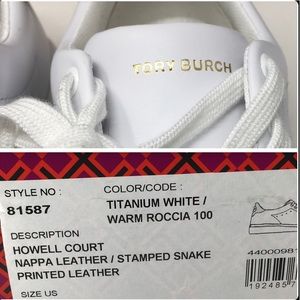 TORY BURCH
STYLE NO :
COLOR/CODE :
81587
TITANIUM WHITE /
WARM ROCCIA 100
DESCRIPTION
HOWELL COURT
NAPPA LEATHER / STAMPED SNAKE
PRINTED LEATHER
SIZE US